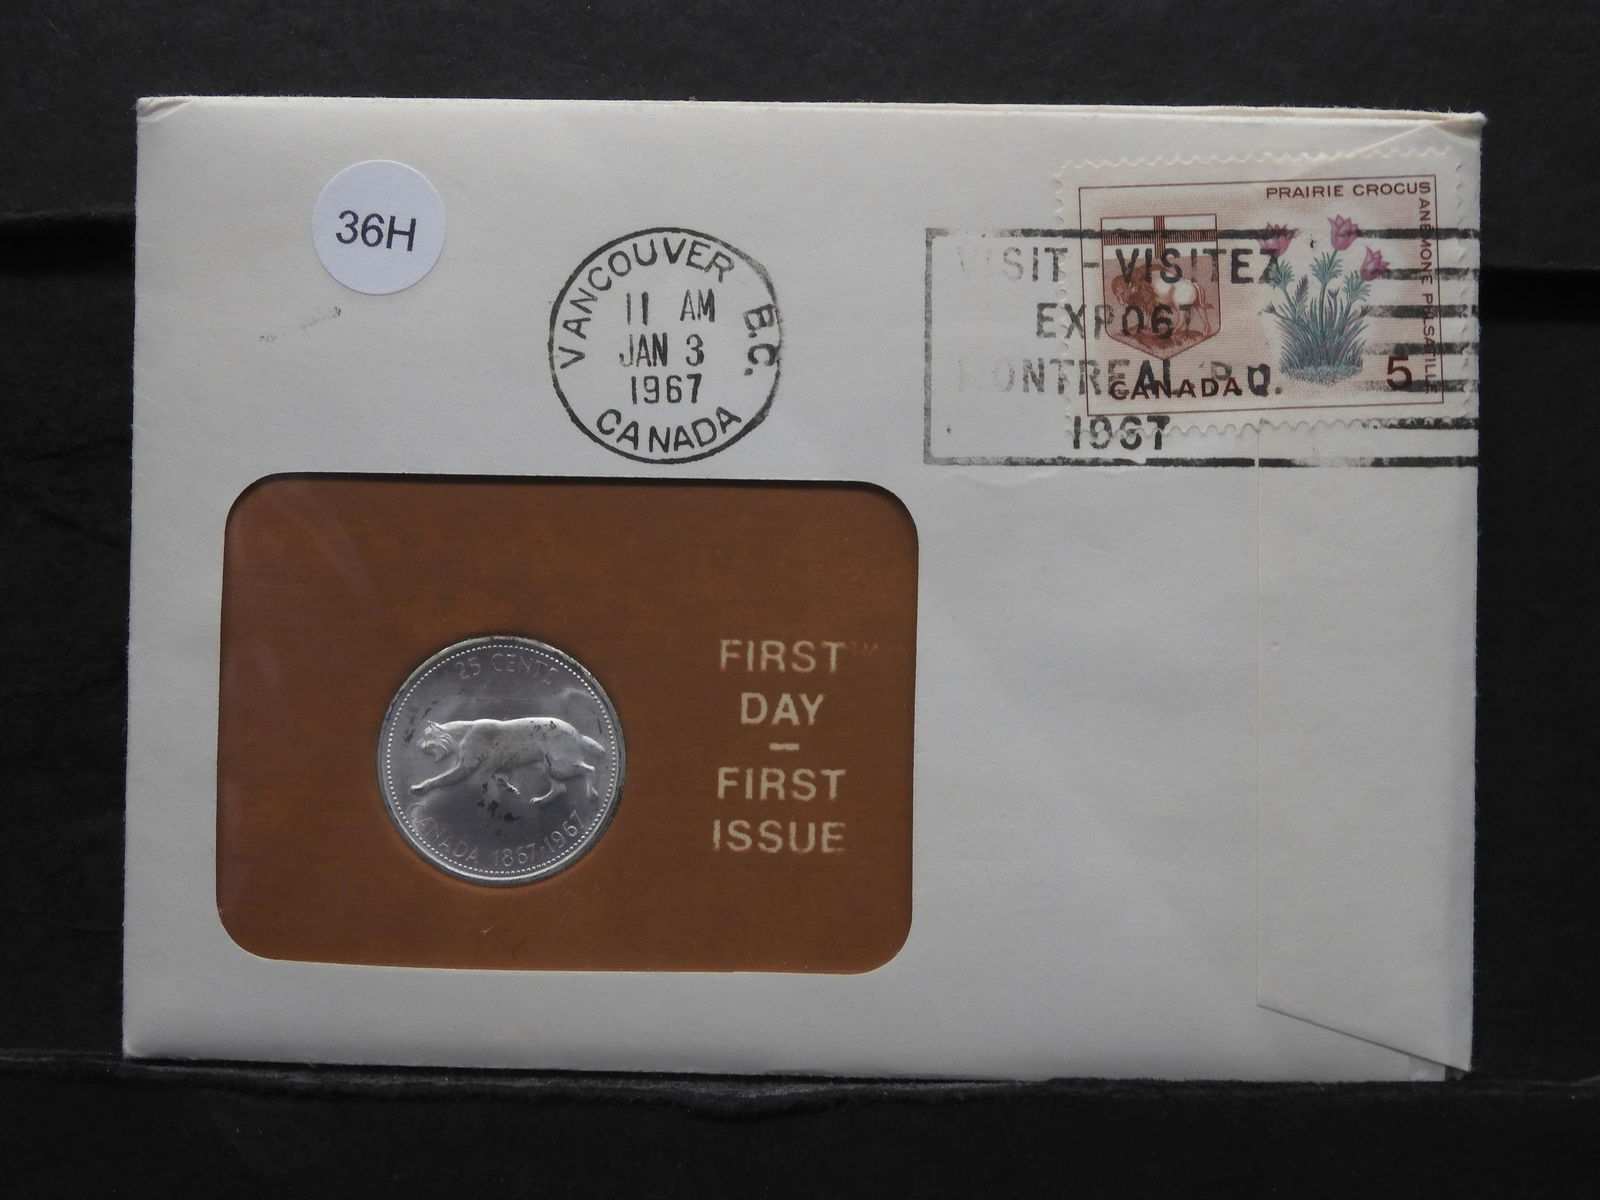 36H
VANCOUVER B.C.
11 AM
JAN 3
1967
CANADA
VISIT - VISITEZ
EXPO67
MONTREAL P.Q.
1967
PRAIRIE CROCUS
ANEMONE PULSATILLE
CANADA
5
25 CENTS
CANADA 1867-1967
FIRST
DAY
–
FIRST
ISSUE